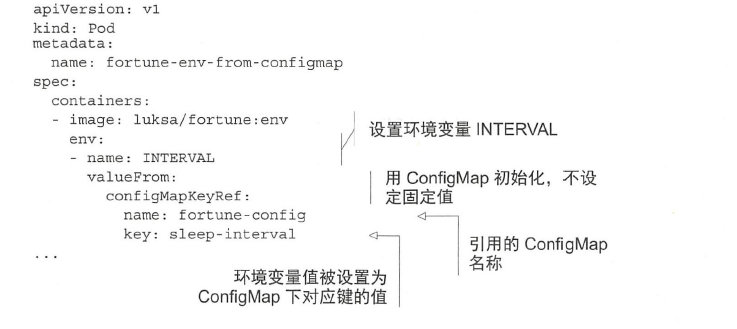 apiVersion: v1
kind: Pod
metadata:
  name: fortune-env-from-configmap
spec:
  containers:
  - image: luksa/fortune:env
    env:
    - name: INTERVAL
      valueFrom:
        configMapKeyRef:
          name: fortune-config
          key: sleep-interval
...
设置环境变量 INTERVAL
用 ConfigMap 初始化，不设
定固定值
引用的 ConfigMap
名称
环境变量值被设置为
ConfigMap 下对应键的值